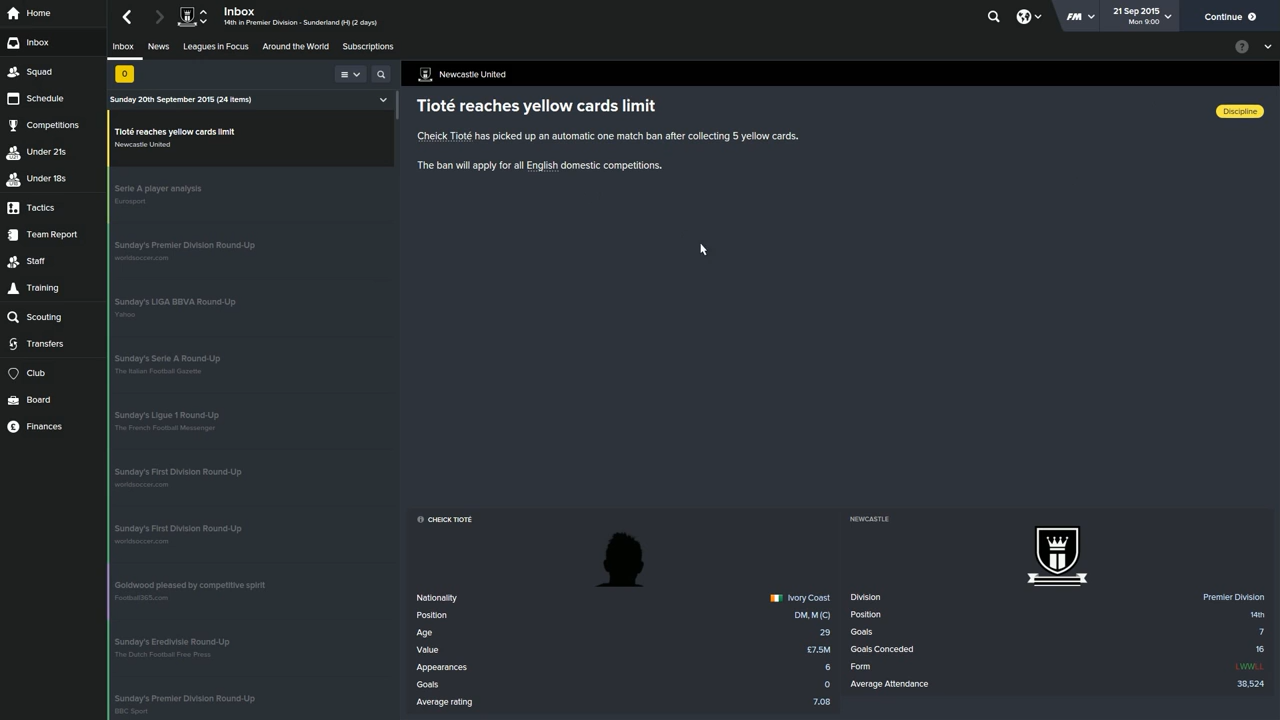 Home
Inbox
Squad
Schedule
Competitions
Under 21s
Under 18s
Tactics
Team Report
Staff
Training
Scouting
Transfers
Club
Board
Finances
Inbox
14th in Premier Division - Sunderland (H) (2 days)
FM
21 Sep 2015
Mon 9:00
Continue
Inbox
News
Leagues in Focus
Around the World
Subscriptions
?
0
Sunday 20th September 2015 (24 items)
Tioté reaches yellow cards limit
Newcastle United
Serie A player analysis
Eurosport
Sunday's Premier Division Round-Up
worldsoccer.com
Sunday's LIGA BBVA Round-Up
Yahoo
Sunday's Serie A Round-Up
The Italian Football Gazette
Sunday's Ligue 1 Round-Up
The French Football Messenger
Sunday's First Division Round-Up
worldsoccer.com
Sunday's First Division Round-Up
worldsoccer.com
Goldwood pleased by competitive spirit
Football365.com
Sunday's Eredivisie Round-Up
The Dutch Football Free Press
Sunday's Premier Division Round-Up
BBC Sport
Newcastle United
Tioté reaches yellow cards limit
Discipline
Cheick Tioté has picked up an automatic one match ban after collecting 5 yellow cards.
The ban will apply for all English domestic competitions.
CHEICK TIOTÉ
Nationality Ivory Coast
Position DM, M (C)
Age 29
Value £7.5M
Appearances 6
Goals 0
Average rating 7.08
NEWCASTLE
Division Premier Division
Position 14th
Goals 7
Goals Conceded 16
Form LWWLL
Average Attendance 38,524